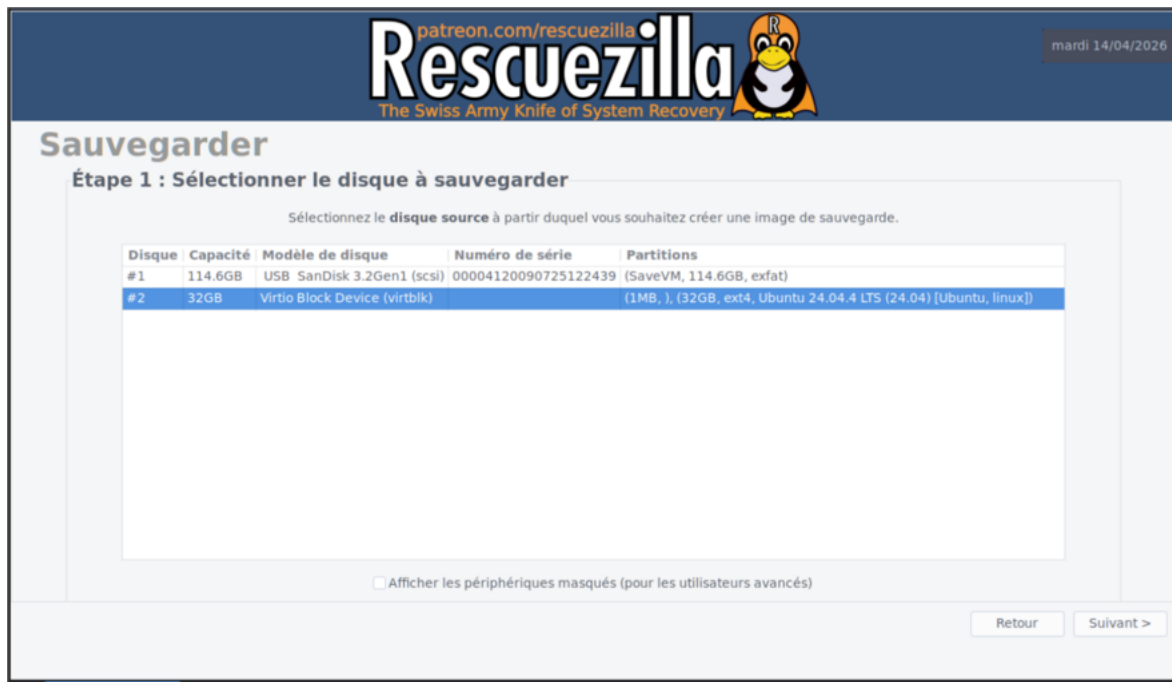 patreon.com/rescuezilla
Rescuezilla
R
The Swiss Army Knife of System Recovery
mardi 14/04/2026
Sauvegarder
Étape 1 : Sélectionner le disque à sauvegarder
Sélectionnez le disque source à partir duquel vous souhaitez créer une image de sauvegarde.
Disque Capacité Modèle de disque Numéro de série Partitions
#1 114.6GB USB SanDisk 3.2Gen1 (scsi) 00004120090725122439 (SaveVM, 114.6GB, exfat)
#2 32GB Virtio Block Device (virtblk) (1MB, ), (32GB, ext4, Ubuntu 24.04.4 LTS (24.04) [Ubuntu, linux])
Afficher les périphériques masqués (pour les utilisateurs avancés)
Retour Suivant >